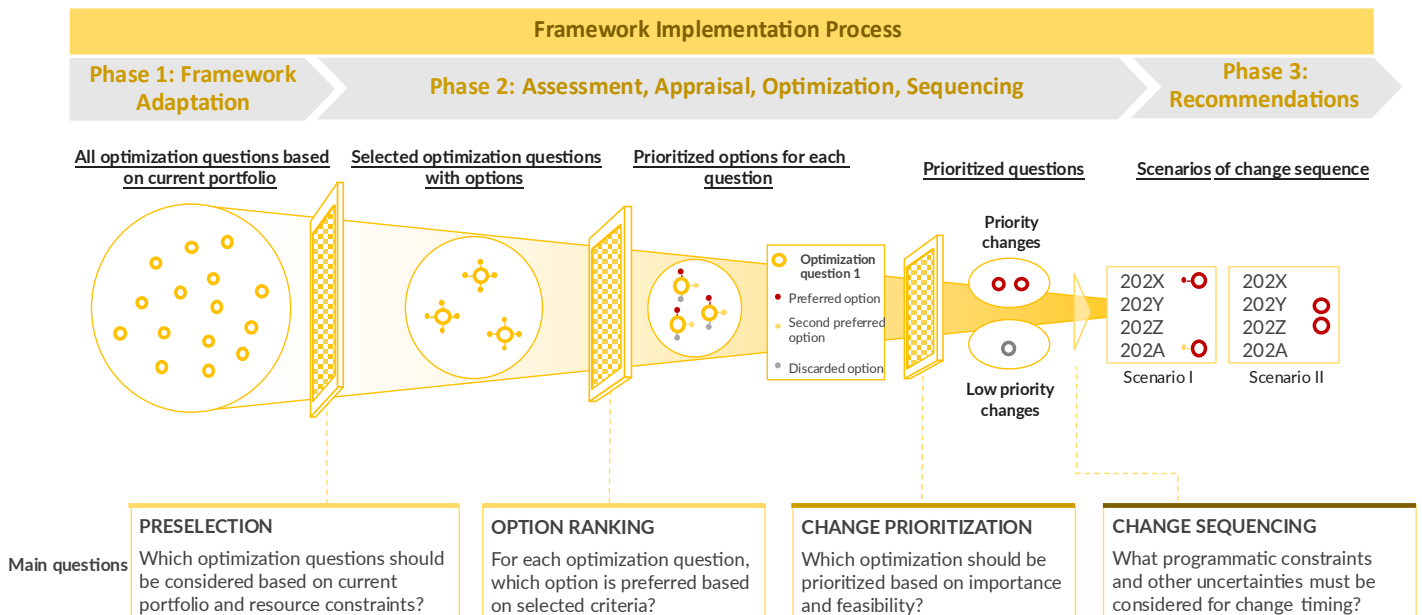 Framework Implementation Process
Phase 1: Framework
Adaptation
Phase 2: Assessment, Appraisal, Optimization, Sequencing
Phase 3:
Recommendations
All optimization questions based
on current portfolio
Selected optimization questions
with options
Prioritized options for each
question
Prioritized questions
Scenarios of change sequence
Priority
changes
Optimization
question 1
Preferred option
Second preferred
option
Discarded option
Low priority
changes
202X
202Y
202Z
202A
Scenario I
202X
202Y
202Z
202A
Scenario II
Main questions
PRESELECTION
Which optimization questions should
be considered based on current
portfolio and resource constraints?
OPTION RANKING
For each optimization question,
which option is preferred based
on selected criteria?
CHANGE PRIORITIZATION
Which optimization should be
prioritized based on importance
and feasibility?
CHANGE SEQUENCING
What programmatic constraints
and other uncertainties must be
considered for change timing?